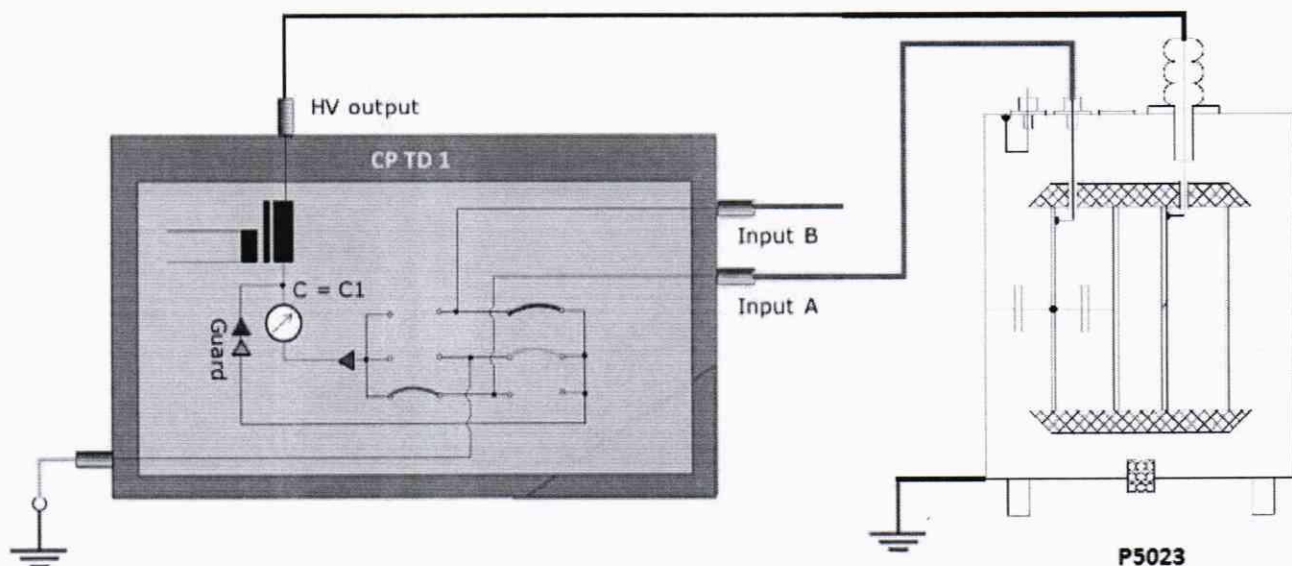 HV output
CP TD 1
Input B
Input A
C = C1
Guard
P5023